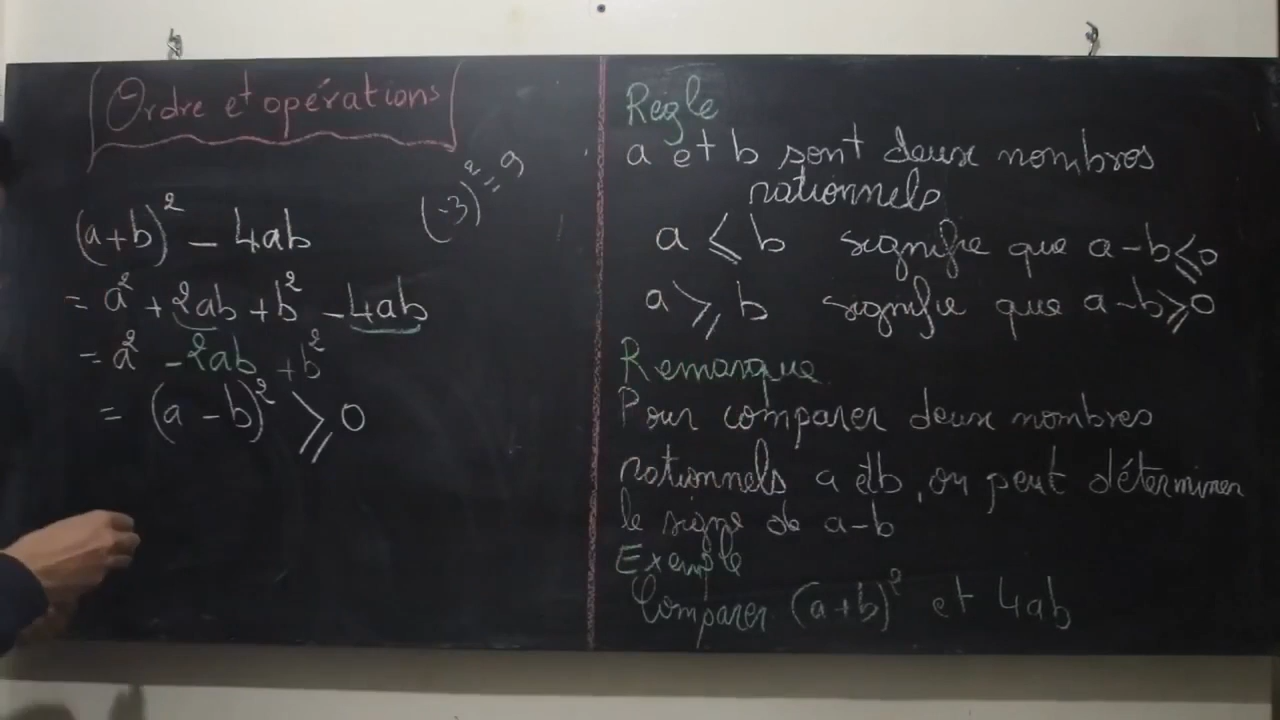 Ordre et opérations
(a+b)² - 4ab
(-3)² = 9
= a² + 2ab + b² - 4ab
= a² - 2ab + b²
= (a - b)² ⩾ 0
Règle
a et b sont deux nombres
rationnels
a ⩽ b signifie que a-b⩽0
a ⩾ b signifie que a-b⩾0
Remarque
Pour comparer deux nombres
rationnels a et b, on peut déterminer
le signe de a-b
Exemple
Comparer (a+b)² et 4ab